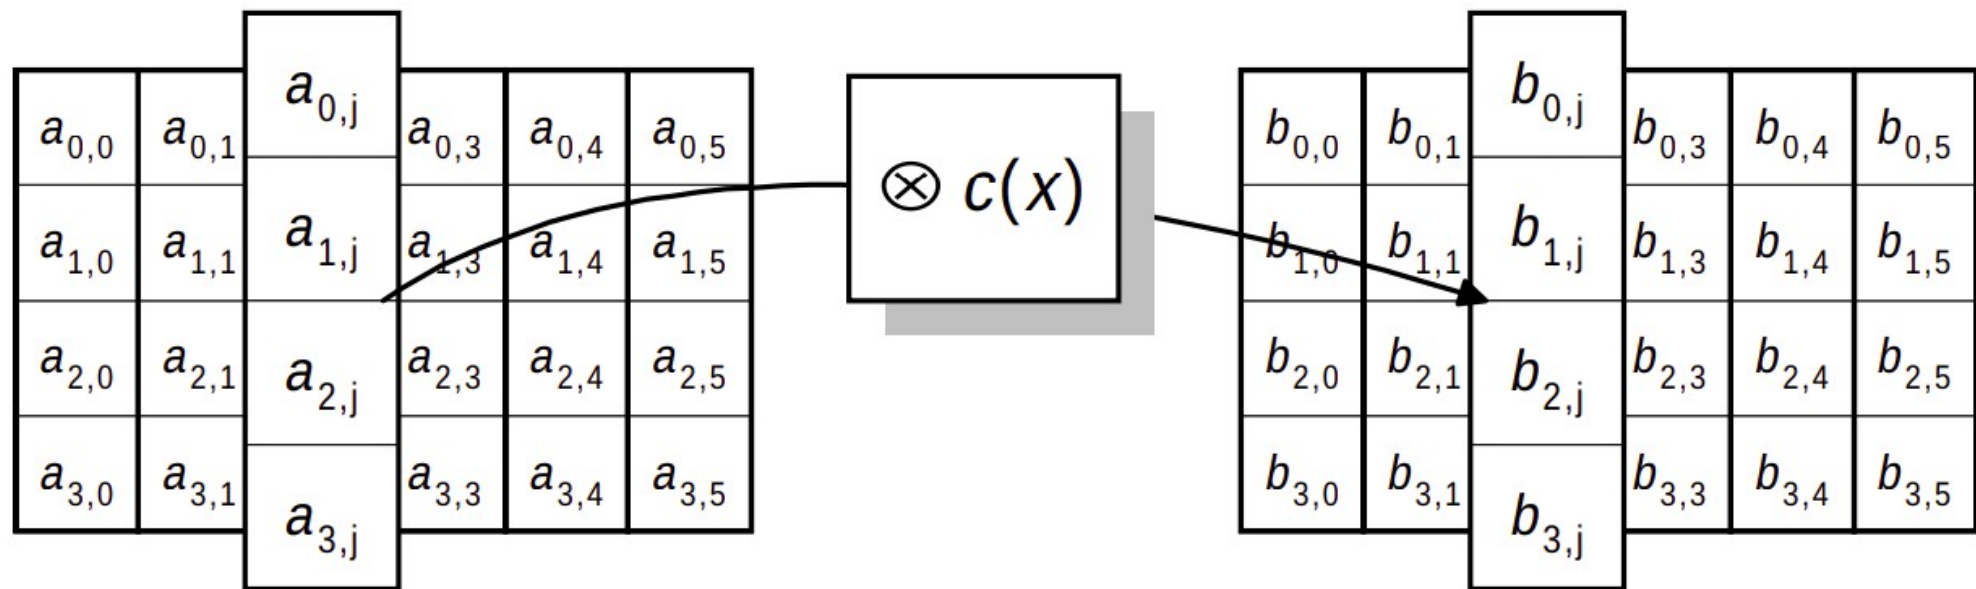 a0,j b0,j
a0,0 a0,1 a0,3 a0,4 a0,5 b0,0 b0,1 b0,3 b0,4 b0,5
⊗ c(x)
a1,j b1,j
a1,0 a1,1 a1,3 a1,4 a1,5 b1,0 b1,1 b1,3 b1,4 b1,5
a2,0 a2,1 a2,j a2,3 a2,4 a2,5 b2,0 b2,1 b2,j b2,3 b2,4 b2,5
a3,0 a3,1 a3,3 a3,4 a3,5 b3,0 b3,1 b3,3 b3,4 b3,5
a3,j b3,j